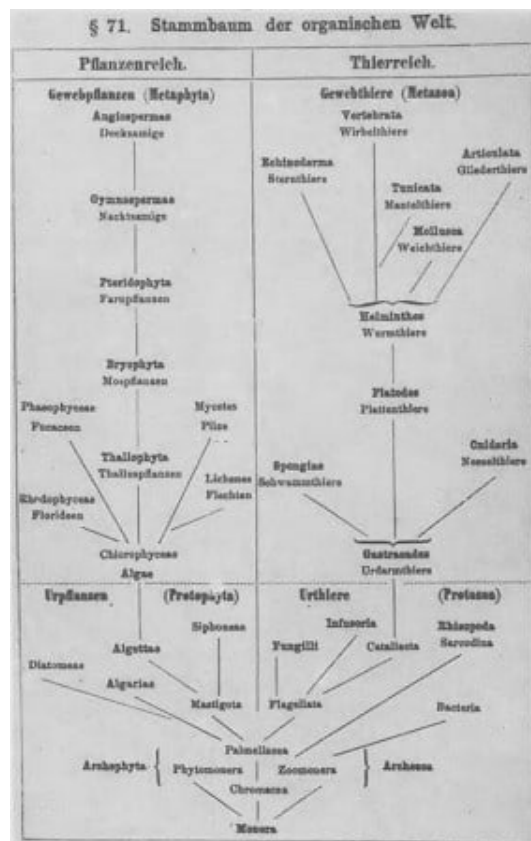 § 71. Stammbaum der organischen Welt.
Pflanzenreich.
Gewebpflanzen (Metaphyta)
Angiospermae
Decksamige
Gymnospermae
Nacktsamige
Pteridophyta
Farnpflanzen
Bryophyta
Mospflanzen
Phaeophyceae
Fucaceen
Mycetes
Pilze
Thallophyta
Thalluspflanzen
Lichenes
Flechten
Rhodophyceae
Florideen
Chlorophyceae
Algae
Thierreich.
Gewebthiere (Metazoa)
Vertebrata
Wirbelthiere
Echinoderma
Sternthiere
Articulata
Gliederthiere
Tunicata
Mantelthiere
Mollusca
Weichthiere
Helminthes
Wurmthiere
Platodes
Plattenthiere
Cnidaria
Nesselthiere
Spongiae
Schwammthiere
Gastraeades
Urdarmthiere
Urpflanzen (Protophyta)
Siphoneae
Algettae
Diatomeae
Algariae
Mastigota
Urthiere (Protozoa)
Infusoria
Rhizopoda
Sarcodina
Fungilli
Catallacta
Flagellata
Bacteria
Palmellacea
Archephyta
Phytomonera
Zoomonera
Archezoa
Chromacea
Monera